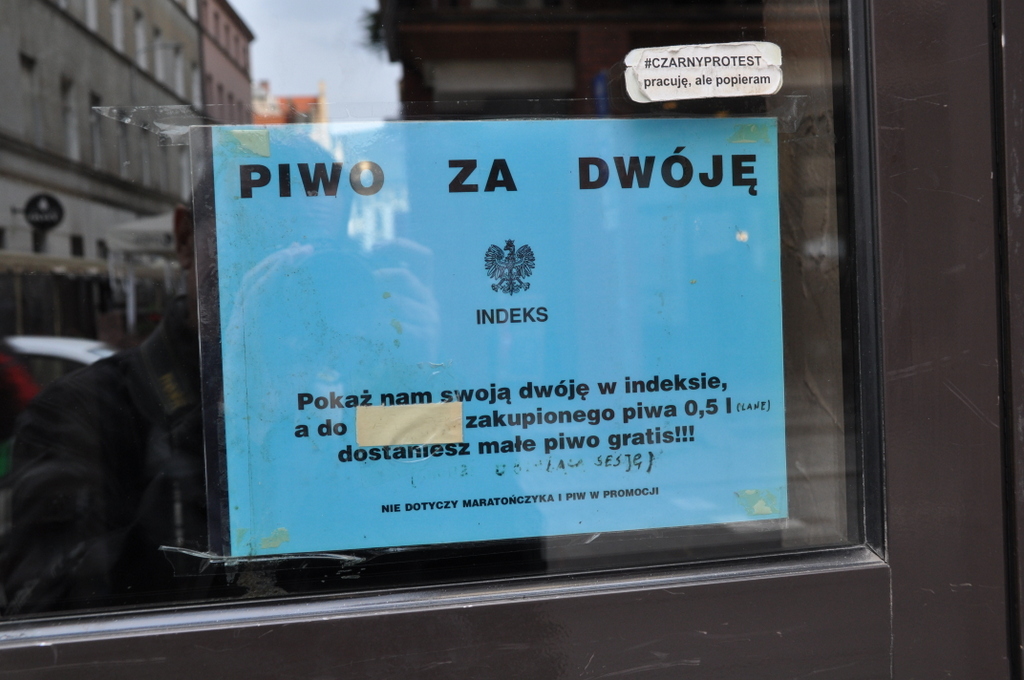 #CZARNYPROTEST
pracuję, ale popieram
PIWO ZA DWÓJĘ
INDEKS
Pokaż nam swoją dwóję w indeksie,
a do zakupionego piwa 0,5 l (LANE)
dostaniesz małe piwo gratis!!!
SESJĘ
NIE DOTYCZY MARATOŃCZYKA I PIW W PROMOCJI